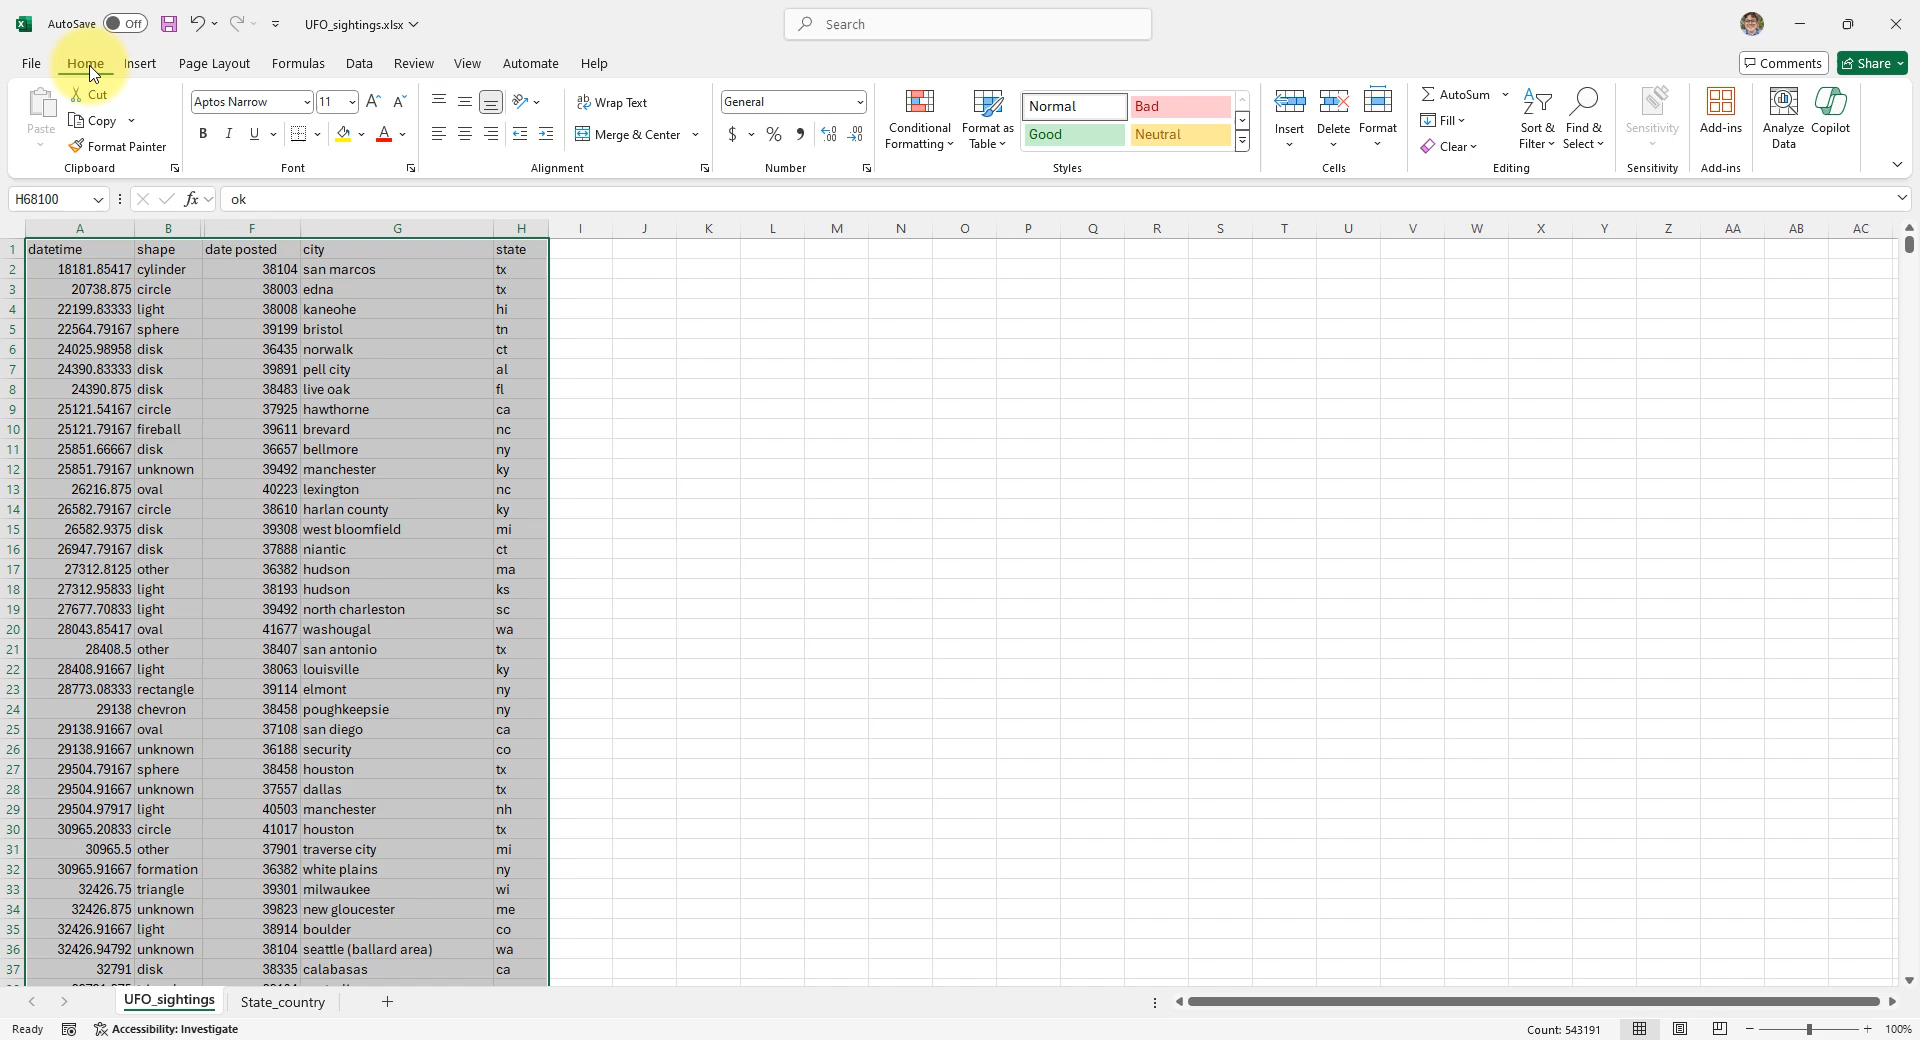 AutoSave Off UFO_sightings.xlsx Search
File Home Insert Page Layout Formulas Data Review View Automate Help Comments Share
Paste Cut Copy Format Painter Clipboard
Aptos Narrow 11 A A B I U A Font
ab Wrap Text Merge & Center Alignment
General $ % 9 Number
Conditional Formatting Format as Table Normal Bad Good Neutral Styles
Insert Delete Format Cells
AutoSum Fill Clear Sort & Filter Find & Select Editing
Sensitivity Sensitivity
Add-ins Add-ins
Analyze Data Copilot
H68100 fx ok
A B F G H I J K L M N O P Q R S T U V W X Y Z AA AB AC
1 datetime shape date posted city state
2 18181.85417 cylinder 38104 san marcos tx
3 20738.875 circle 38003 edna tx
4 22199.83333 light 38008 kaneohe hi
5 22564.79167 sphere 39199 bristol tn
6 24025.98958 disk 36435 norwalk ct
7 24390.83333 disk 39891 pell city al
8 24390.875 disk 38483 live oak fl
9 25121.54167 circle 37925 hawthorne ca
10 25121.79167 fireball 39611 brevard nc
11 25851.66667 disk 36657 bellmore ny
12 25851.79167 unknown 39492 manchester ky
13 26216.875 oval 40223 lexington nc
14 26582.79167 circle 38610 harlan county ky
15 26582.9375 disk 39308 west bloomfield mi
16 26947.79167 disk 37888 niantic ct
17 27312.8125 other 36382 hudson ma
18 27312.95833 light 38193 hudson ks
19 27677.70833 light 39492 north charleston sc
20 28043.85417 oval 41677 washougal wa
21 28408.5 other 38407 san antonio tx
22 28408.91667 light 38063 louisville ky
23 28773.08333 rectangle 39114 elmont ny
24 29138 chevron 38458 poughkeepsie ny
25 29138.91667 oval 37108 san diego ca
26 29138.91667 unknown 36188 security co
27 29504.79167 sphere 38458 houston tx
28 29504.91667 unknown 37557 dallas tx
29 29504.97917 light 40503 manchester nh
30 30965.20833 circle 41017 houston tx
31 30965.5 other 37901 traverse city mi
32 30965.91667 formation 36382 white plains ny
33 32426.75 triangle 39301 milwaukee wi
34 32426.875 unknown 39823 new gloucester me
35 32426.91667 light 38914 boulder co
36 32426.94792 unknown 38104 seattle (ballard area) wa
37 32791 disk 38335 calabasas ca
UFO_sightings State_country +
Ready Accessibility: Investigate Count: 543191 100%